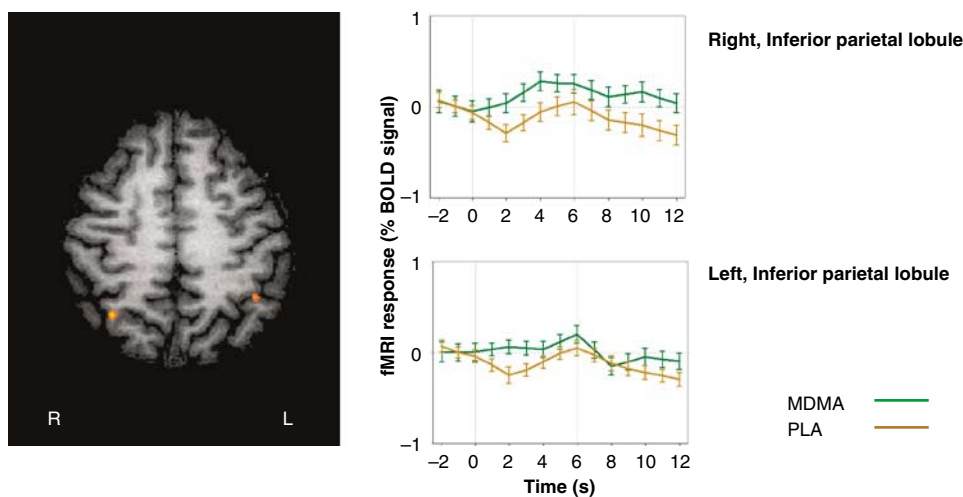 R L
fMRI response (% BOLD signal)
Right, Inferior parietal lobule
1
0
–1
–2 0 2 4 6 8 10 12
Left, Inferior parietal lobule
1
0
–1
–2 0 2 4 6 8 10 12
Time (s)
MDMA
PLA